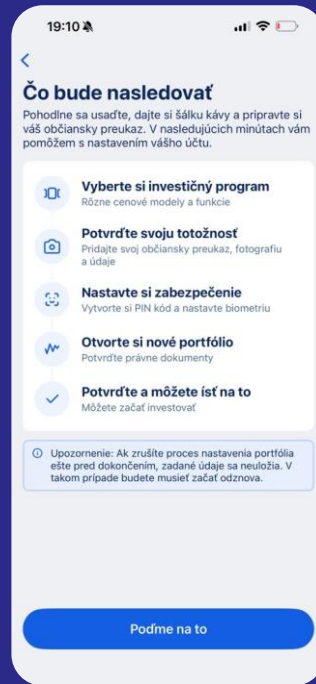 19:10
Čo bude nasledovať
Pohodlne sa usaďte, dajte si šálku kávy a pripravte si
váš občiansky preukaz. V nasledujúcich minútach vám
pomôžem s nastavením vášho účtu.
Vyberte si investičný program
Rôzne cenové modely a funkcie
Potvrďte svoju totožnosť
Pridajte svoj občiansky preukaz, fotografiu
a údaje
Nastavte si zabezpečenie
Vytvorte si PIN kód a nastavte biometriu
Otvorte si nové portfólio
Potvrďte právne dokumenty
Potvrďte a môžete ísť na to
Môžete začať investovať
Upozornenie: Ak zrušíte proces nastavenia portfólia
ešte pred dokončením, zadané údaje sa neuložia. V
takom prípade budete musieť začať odznova.
Poďme na to